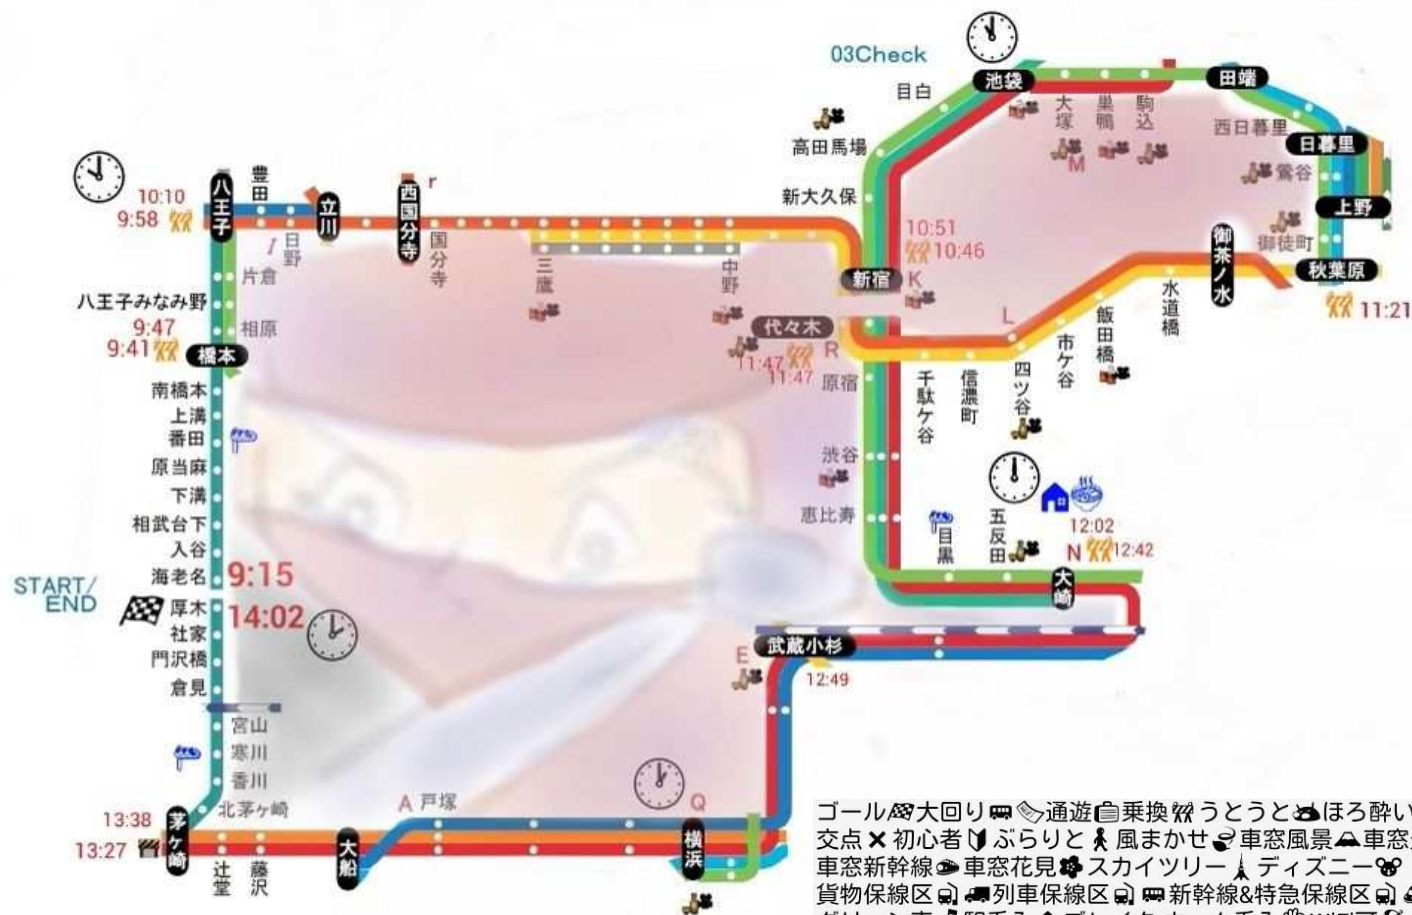 03Check
池袋
田端
目白
大塚
巣鴨
駒込
西日暮里
日暮里
高田馬場
M
鶯谷
新大久保
上野
10:10
9:58
八王子
豊田
立川
西国分寺
r
日野
国分寺
三鷹
中野
片倉
八王子みなみ野
9:47
9:41
相原
橋本
10:51
10:46
新宿
K
御徒町
御茶ノ水
秋葉原
11:21
水道橋
飯田橋
市ケ谷
L
四ツ谷
信濃町
千駄ケ谷
代々木
R
11:47
11:47
原宿
渋谷
恵比寿
目黒
五反田
12:02
N
12:42
大崎
南橋本
上溝
番田
原当麻
下溝
相武台下
入谷
海老名
9:15
START/
END
厚木
14:02
社家
門沢橋
倉見
宮山
寒川
香川
北茅ヶ崎
武蔵小杉
E
12:49
13:38
13:27
茅ヶ崎
辻堂
藤沢
大船
A
戸塚
Q
横浜
ゴール大回り通遊乗換うとうとほろ酔い
交点初心者ぶらりと風まかせ車窓風景車窓
車窓新幹線車窓花見スカイツリーディズニー
貨物保線区列車保線区新幹線&特急保線区